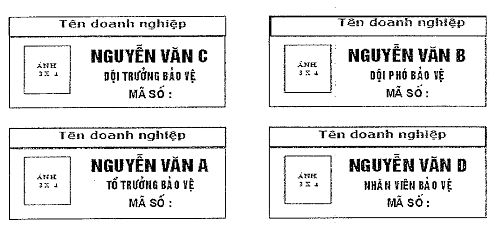 Tên doanh nghiệp
ẢNH
3 X 4
NGUYỄN VĂN C
ĐỘI TRƯỞNG BẢO VỆ
MÃ SỐ :
Tên doanh nghiệp
ẢNH
3 X 4
NGUYỄN VĂN B
ĐỘI PHÓ BẢO VỆ
MÃ SỐ :
Tên doanh nghiệp
ẢNH
3 X 4
NGUYỄN VĂN A
TỔ TRƯỞNG BẢO VỆ
MÃ SỐ :
Tên doanh nghiệp
ẢNH
3 X 4
NGUYỄN VĂN D
NHÂN VIÊN BẢO VỆ
MÃ SỐ :